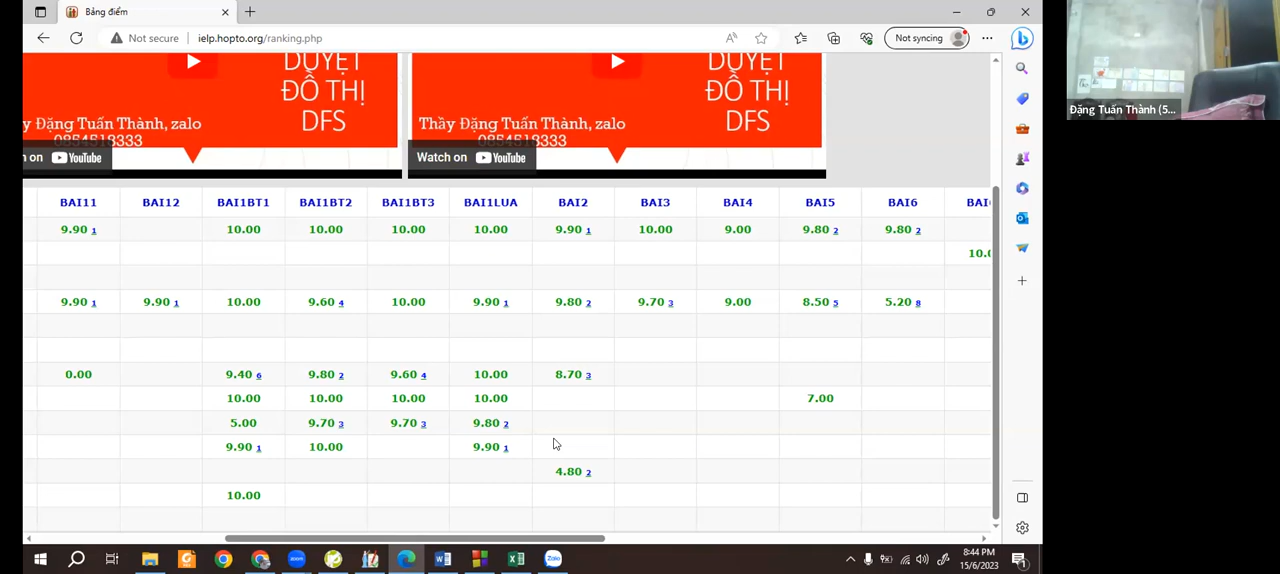 Bảng điểm
Not secure
ielp.hopto.org/ranking.php
Not syncing
DUYỆT
ĐỒ THỊ
DFS
Thầy Đặng Tuấn Thành, zalo
0854518333
on YouTube
DUYỆT
ĐỒ THỊ
DFS
Thầy Đặng Tuấn Thành, zalo
0854518333
Watch on YouTube
Đặng Tuấn Thành (5...
BAI11 BAI12 BAI1BT1 BAI1BT2 BAI1BT3 BAI1LUA BAI2 BAI3 BAI4 BAI5 BAI6
9.90 1 10.00 10.00 10.00 10.00 9.90 1 10.00 9.00 9.80 2 9.80 2
9.90 1 9.90 1 10.00 9.60 4 10.00 9.90 1 9.80 2 9.70 3 9.00 8.50 5 5.20 8
0.00 9.40 6 9.80 2 9.60 4 10.00 8.70 3
10.00 10.00 10.00 10.00 7.00
5.00 9.70 3 9.70 3 9.80 2
9.90 1 10.00 9.90 1
4.80 2
10.00
8:44 PM
15/6/2023